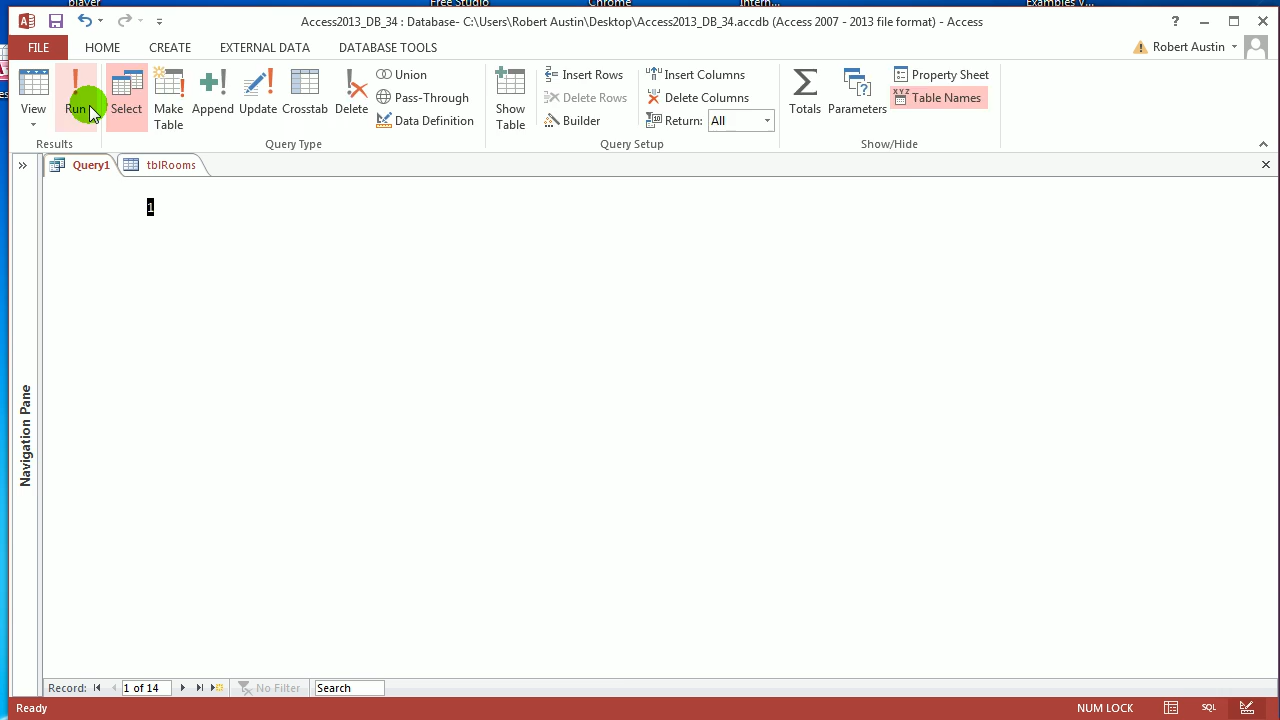 player
Free Studio
Chrome
Intern...
Examples V...
Access2013_DB_34 : Database- C:\Users\Robert Austin\Desktop\Access2013_DB_34.accdb (Access 2007 - 2013 file format) - Access
FILE HOME CREATE EXTERNAL DATA DATABASE TOOLS Robert Austin
View
Run
Select
Make
Table
Append
Update
Crosstab
Delete
Union
Pass-Through
Data Definition
Show
Table
Insert Rows
Delete Rows
Builder
Insert Columns
Delete Columns
Return: All
Totals
Parameters
Property Sheet
XYZ
Table Names
Results
Query Type
Query Setup
Show/Hide
Query1 tblRooms
1
Navigation Pane
Record: 1 of 14 No Filter Search
Ready NUM LOCK SQL